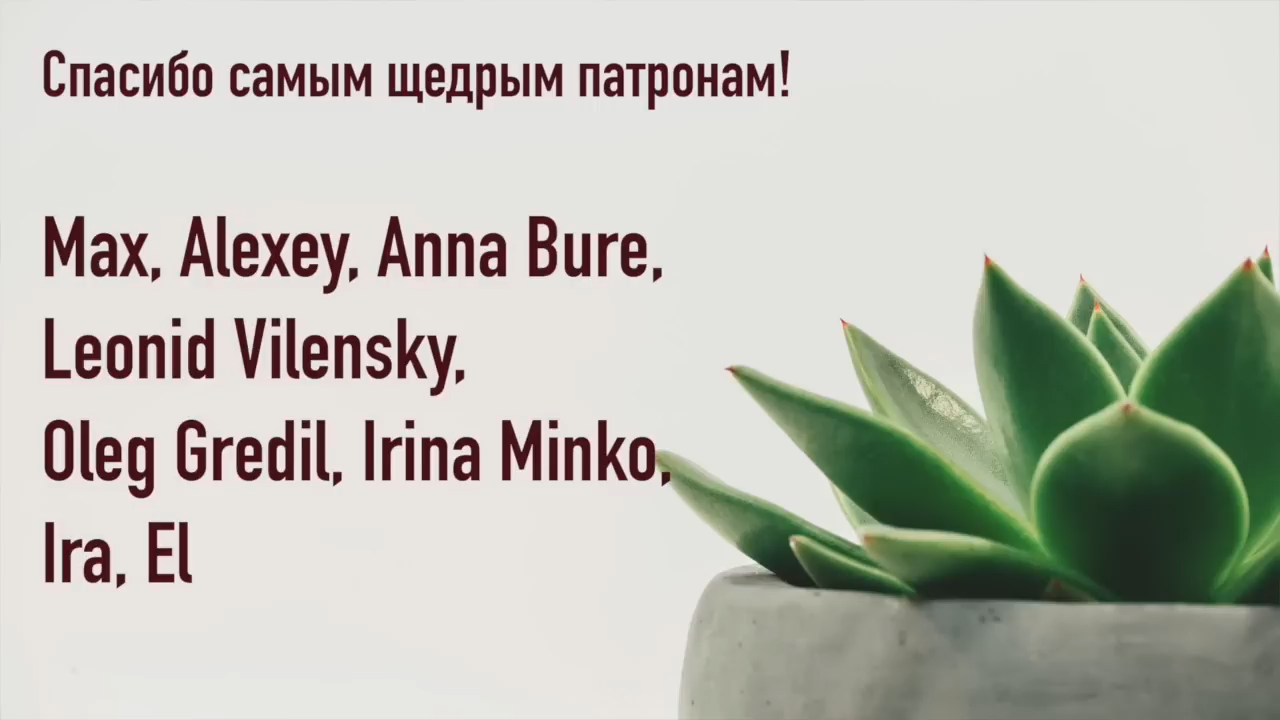 Спасибо самым щедрым патронам!
Max, Alexey, Anna Bure,
Leonid Vilensky,
Oleg Gredil, Irina Minko,
Ira, El